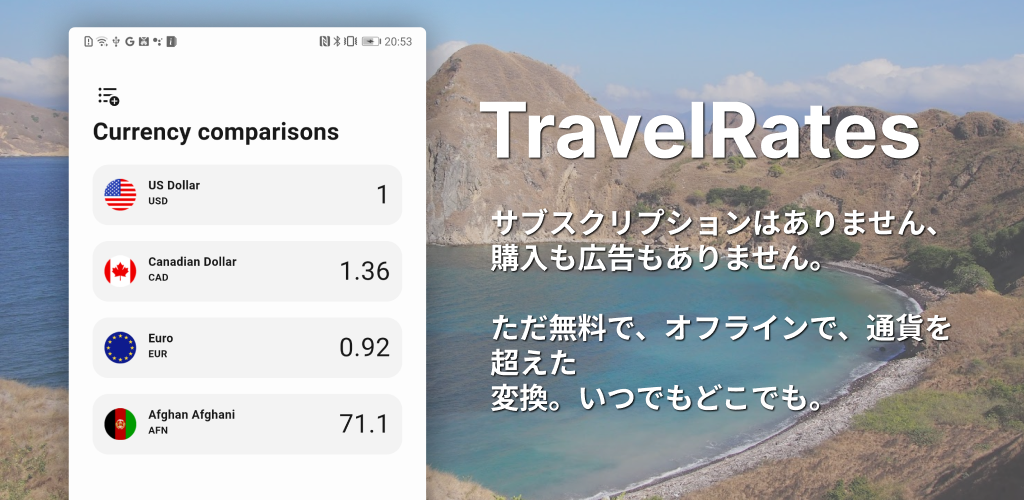 20:53
Currency comparisons
US Dollar
USD
1
Canadian Dollar
CAD
1.36
Euro
EUR
0.92
Afghan Afghani
AFN
71.1
TravelRates
サブスクリプションはありません、
購入も広告もありません。
ただ無料で、オフラインで、通貨を
超えた
変換。いつでもどこでも。